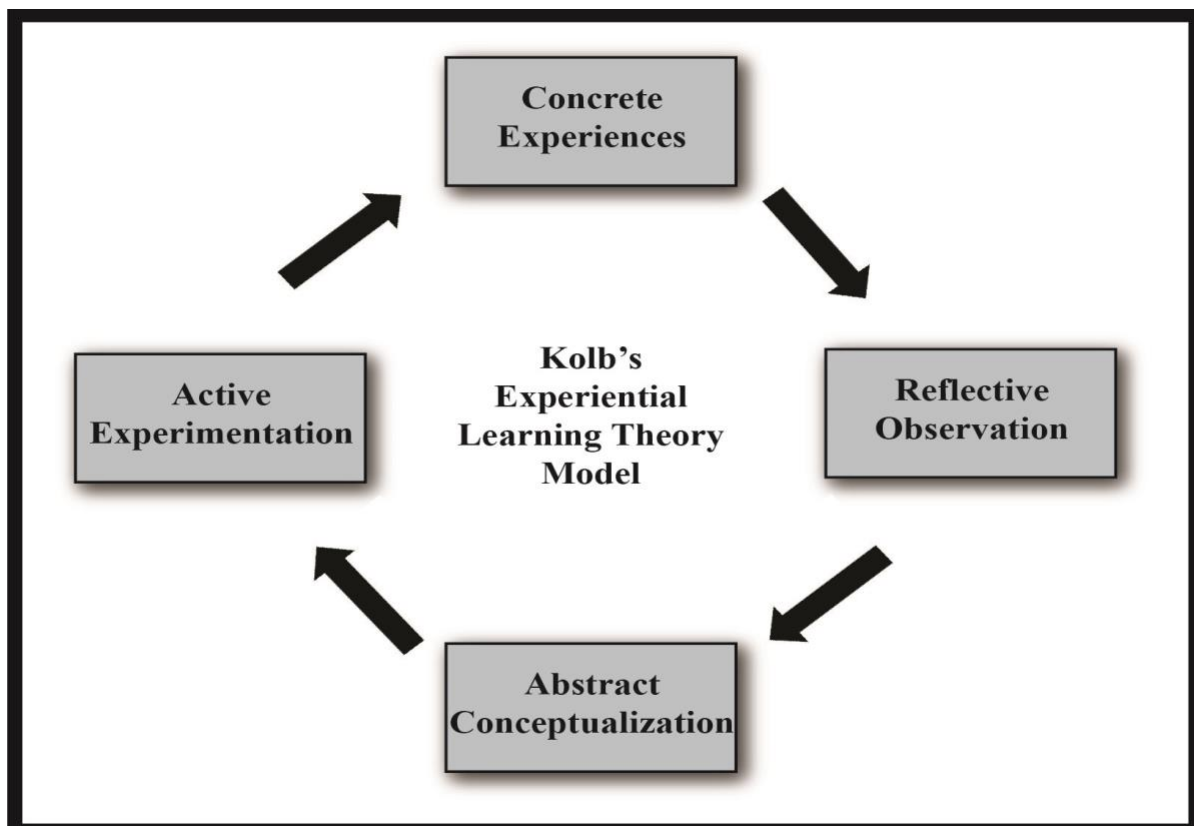 Concrete
Experiences
Active
Experimentation
Kolb’s
Experiential
Learning Theory
Model
Reflective
Observation
Abstract
Conceptualization